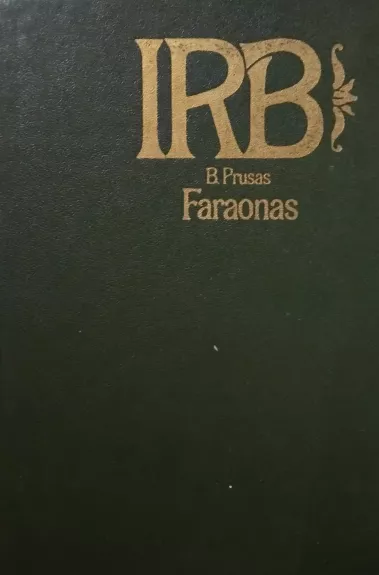 IRB
B. Prusas
Faraonas